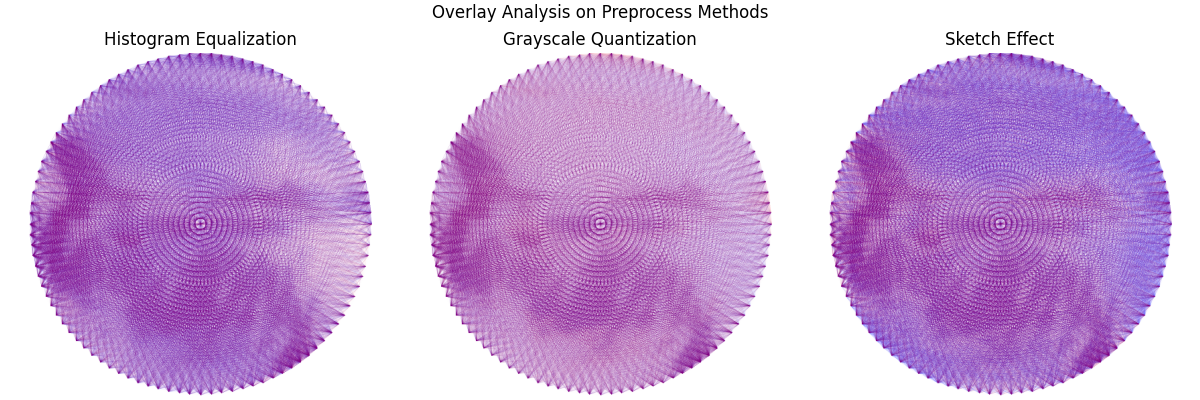 Overlay Analysis on Preprocess Methods
Histogram Equalization
Grayscale Quantization
Sketch Effect